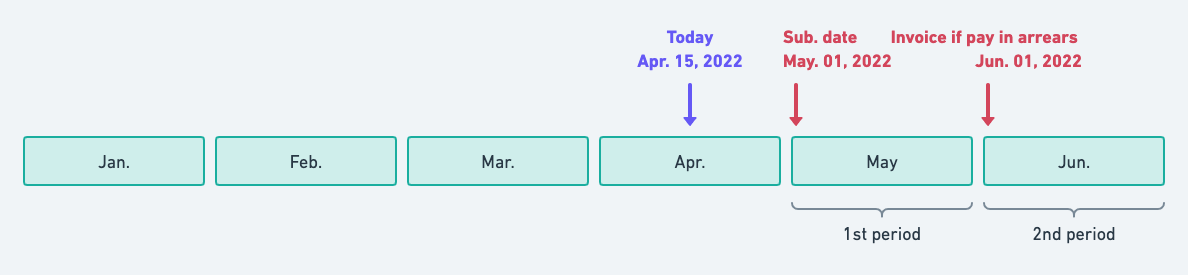 Today
Apr. 15, 2022
Sub. date
May. 01, 2022
Invoice if pay in arrears
Jun. 01, 2022
Jan.
Feb.
Mar.
Apr.
May
Jun.
1st period
2nd period